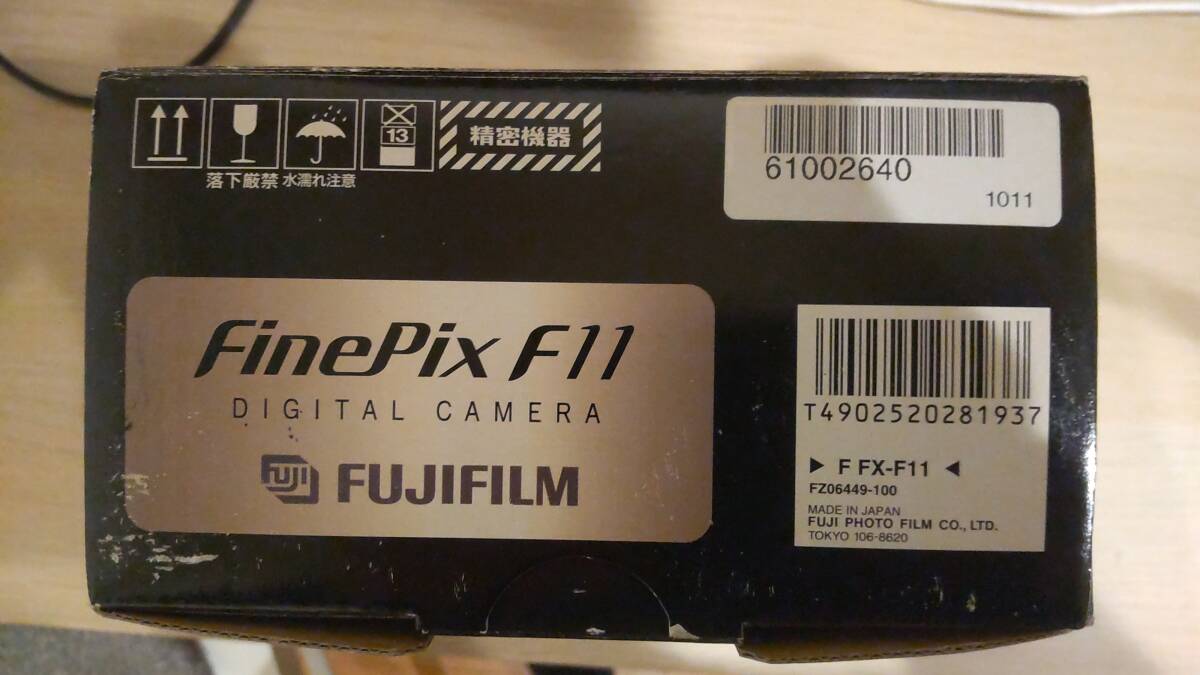 13
精密機器
落下厳禁 水濡れ注意
61002640
1011
FinePix F11
DIGITAL CAMERA
FUJI FUJIFILM
T4902520281937
▶ F FX-F11 ◀
FZ06449-100
MADE IN JAPAN
FUJI PHOTO FILM CO., LTD.
TOKYO 106-8620